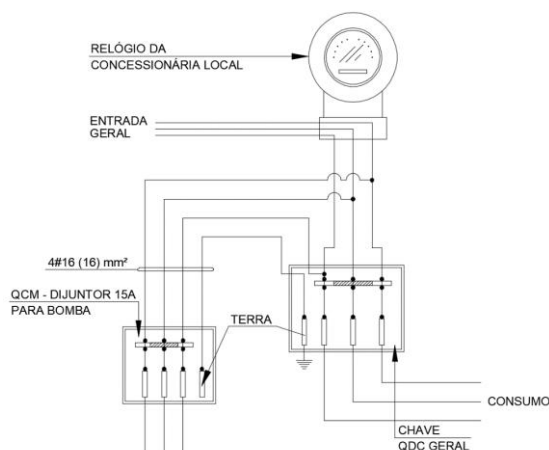 RELÓGIO DA
CONCESSIONÁRIA LOCAL
ENTRADA
GERAL
4#16 (16) mm²
QCM - DIJUNTOR 15A
PARA BOMBA
TERRA
CONSUMO
CHAVE
QDC GERAL